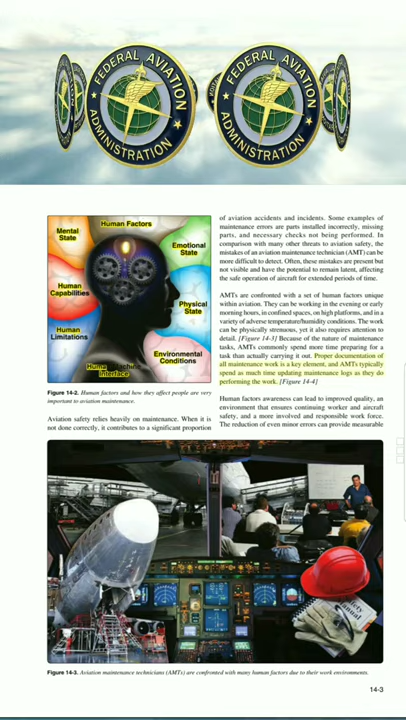 FEDERAL AVIATION
ADMINISTRATION
FEDERAL AVIATION
ADMINISTRATION
Human Factors
Mental
State
Emotional
State
Human
Capabilities
Physical
State
Human
Limitations
Environmental
Conditions
Human
Interface
Figure 14-2. Human factors and how they affect people are very
important to aviation maintenance.
Aviation safety relies heavily on maintenance. When it is
not done correctly, it contributes to a significant proportion
of aviation accidents and incidents. Some examples of
maintenance errors are parts installed incorrectly, missing
parts, and necessary checks not being performed. In
comparison with many other threats to aviation safety, the
mistakes of an aviation maintenance technician (AMT) can be
more difficult to detect. Often, these mistakes are present but
not visible and have the potential to remain latent, affecting
the safe operation of aircraft for extended periods of time.
AMTs are confronted with a set of human factors unique
within aviation. They can be working in the evening or early
morning hours, in confined spaces, on high platforms, and in a
variety of adverse temperature/humidity conditions. The work
can be physically strenuous, yet it also requires attention to
detail. [Figure 14-3] Because of the nature of maintenance
tasks, AMTs commonly spend more time preparing for a
task than actually carrying it out. Proper documentation of
all maintenance work is a key element, and AMTs typically
spend as much time updating maintenance logs as they do
performing the work. [Figure 14-4]
Human factors awareness can lead to improved quality, an
environment that ensures continuing worker and aircraft
safety, and a more involved and responsible work force.
The reduction of even minor errors can provide measurable
Safety
Manual
Figure 14-3. Aviation maintenance technicians (AMTs) are confronted with many human factors due to their work environments.
14-3